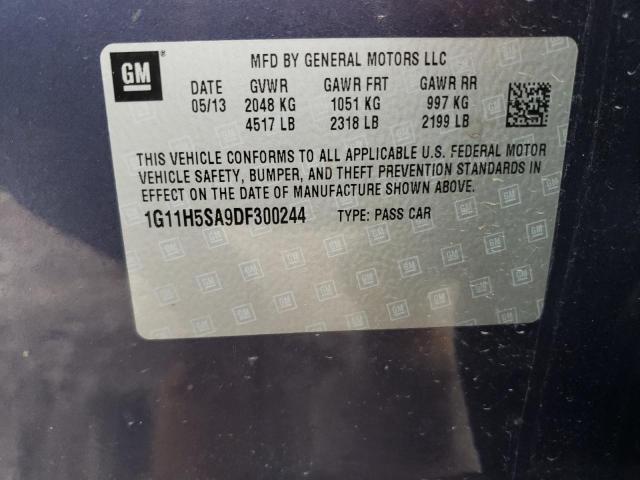 GM ®
MFD BY GENERAL MOTORS LLC
DATE GVWR GAWR FRT GAWR RR
05/13 2048 KG 1051 KG 997 KG
4517 LB 2318 LB 2199 LB
THIS VEHICLE CONFORMS TO ALL APPLICABLE U.S. FEDERAL MOTOR
VEHICLE SAFETY, BUMPER, AND THEFT PREVENTION STANDARDS IN
EFFECT ON THE DATE OF MANUFACTURE SHOWN ABOVE.
1G11H5SA9DF300244 TYPE: PASS CAR